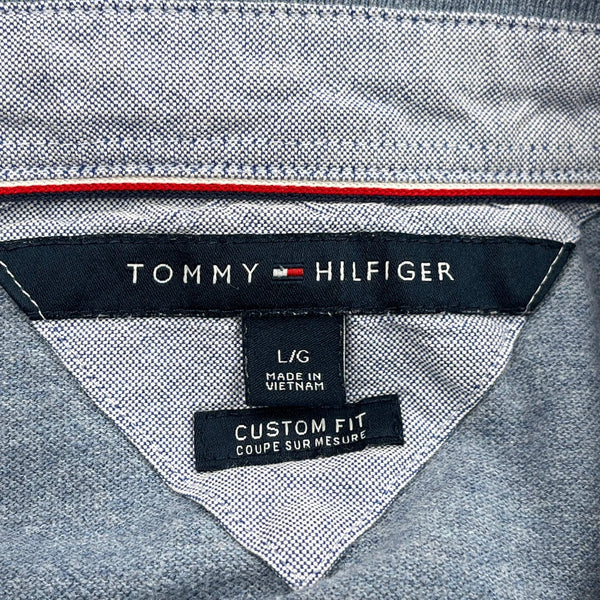 TOMMY HILFIGER
L/G
MADE IN
VIETNAM
CUSTOM FIT
COUPE SUR MESURE